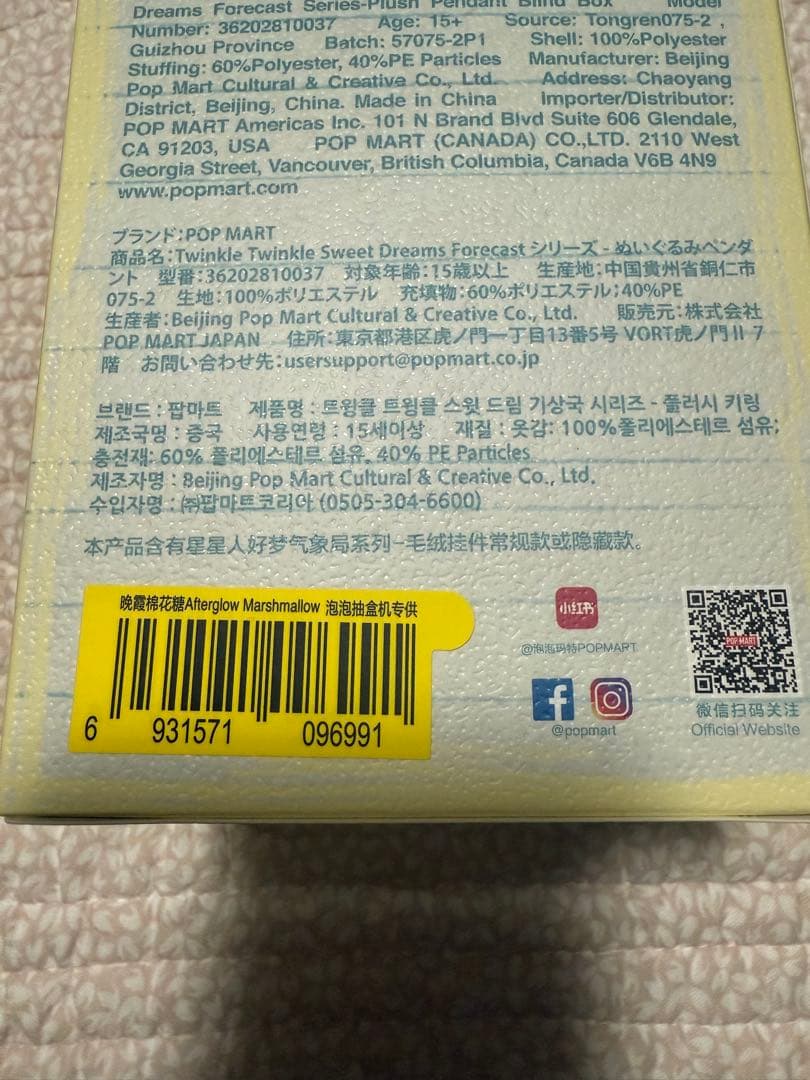 Dreams Forecast Series-Plush Pendant Blind Box Model
Number: 36202810037 Age: 15+ Source: Tongren075-2 ,
Guizhou Province Batch: 57075-2P1 Shell: 100%Polyester
Stuffing: 60%Polyester, 40%PE Particles Manufacturer: Beijing
Pop Mart Cultural & Creative Co., Ltd. Address: Chaoyang
District, Beijing, China. Made in China Importer/Distributor:
POP MART Americas Inc. 101 N Brand Blvd Suite 606 Glendale,
CA 91203, USA POP MART (CANADA) CO.,LTD. 2110 West
Georgia Street, Vancouver, British Columbia, Canada V6B 4N9
www.popmart.com
ブランド:POP MART
商品名:Twinkle Twinkle Sweet Dreams Forecast シリーズ - ぬいぐるみペンダ
ント 型番:36202810037 対象年齢:15歳以上 生産地:中国貴州省銅仁市
075-2 生地:100%ポリエステル 充填物:60%ポリエステル;40%PE
生産者:Beijing Pop Mart Cultural & Creative Co., Ltd. 販売元:株式会社
POP MART JAPAN 住所:東京都港区虎ノ門一丁目13番5号 VORT虎ノ門 II 7
階 お問い合わせ先:usersupport@popmart.co.jp
브랜드 : 팝마트 제품명 : 트윙클 트윙클 스윗 드림 기상국 시리즈 - 플러시 키링
제조국명 : 중국 사용연령 : 15세이상 재질 : 옷감: 100%폴리에스테르 섬유;
충전재: 60% 폴리에스테르 섬유, 40% PE Particles
제조자명 : Beijing Pop Mart Cultural & Creative Co., Ltd.
수입자명 : ㈜팝마트코리아 (0505-304-6600)
本产品含有星星人好梦气象局系列-毛绒挂件常规款或隐藏款。
晚霞棉花糖Afterglow Marshmallow 泡泡抽盒机专供
6 931571 096991
小红书
@泡泡玛特POPMART
@popmart
POP MART
微信扫码关注
Official Website